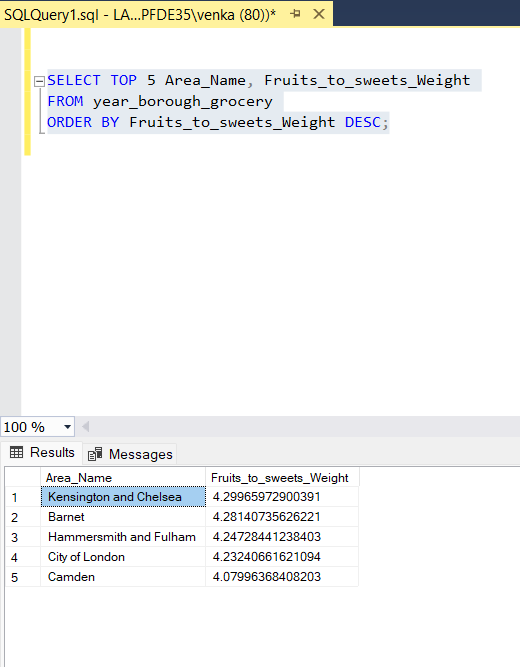 SQLQuery1.sql - LA...PFDE35\venka (80))*
SELECT TOP 5 Area_Name, Fruits_to_sweets_Weight
FROM year_borough_grocery
ORDER BY Fruits_to_sweets_Weight DESC;
100 %
Results Messages
Area_Name Fruits_to_sweets_Weight
1 Kensington and Chelsea 4.29965972900391
2 Barnet 4.28140735626221
3 Hammersmith and Fulham 4.24728441238403
4 City of London 4.23240661621094
5 Camden 4.07996368408203